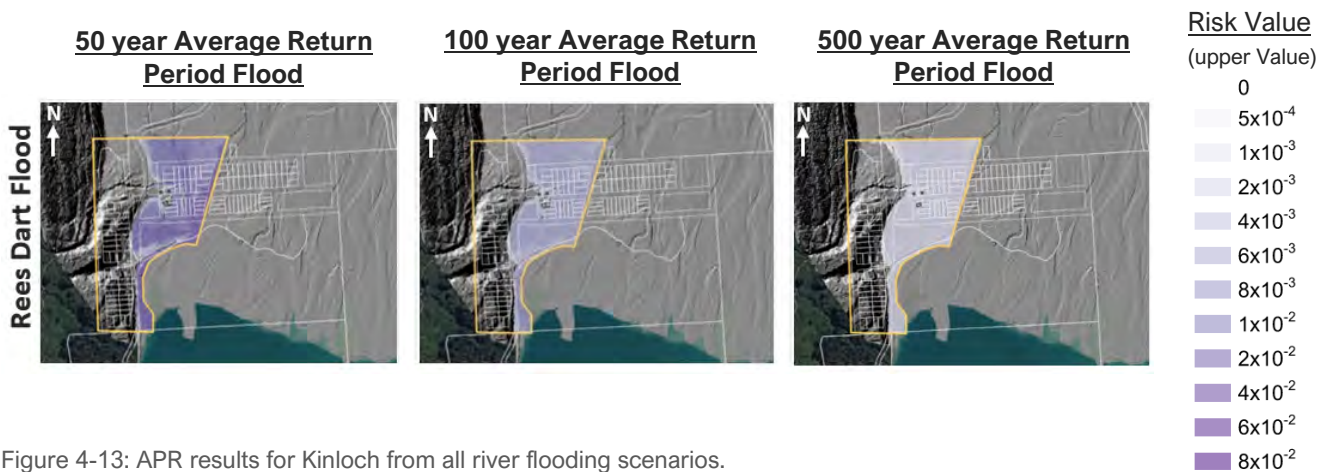 50 year Average Return
Period Flood
100 year Average Return
Period Flood
500 year Average Return
Period Flood
Risk Value
(upper Value)
0
5x10⁻⁴
1x10⁻³
2x10⁻³
4x10⁻³
6x10⁻³
8x10⁻³
1x10⁻²
2x10⁻²
4x10⁻²
6x10⁻²
8x10⁻²
Rees Dart Flood
N
N
N
Figure 4-13: APR results for Kinloch from all river flooding scenarios.